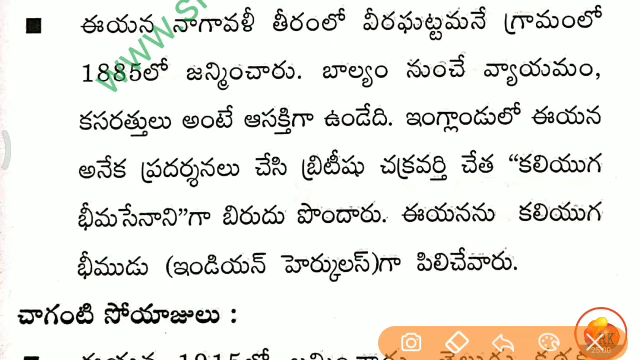 ■ ఈయన నాగావళీ తీరంలో వీరఘట్టమనే గ్రామంలో
1885లో జన్మించారు. బాల్యం నుంచే వ్యాయమం,
కసరత్తులు అంటే ఆసక్తిగా ఉండేది. ఇంగ్లాండులో ఈయన
అనేక ప్రదర్శనలు చేసి బ్రిటీషు చక్రవర్తి చేత “కలియుగ
భీమసేనాని”గా బిరుదు పొందారు. ఈయనను కలియుగ
భీముడు (ఇండియన్ హెర్కులస్)గా పిలిచేవారు.
చాగంటి సోయాజులు :